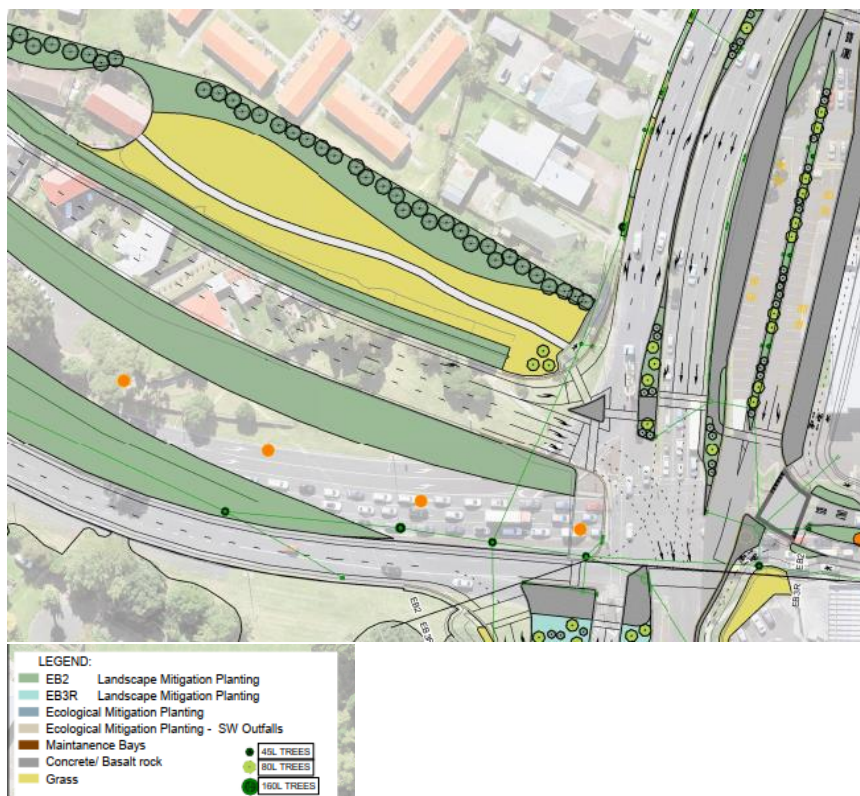 EB2
EB3R
EB2
EB3R
LEGEND:
EB2 Landscape Mitigation Planting
EB3R Landscape Mitigation Planting
Ecological Mitigation Planting
Ecological Mitigation Planting - SW Outfalls
Maintanence Bays
Concrete/ Basalt rock
Grass
45L TREES
80L TREES
160L TREES